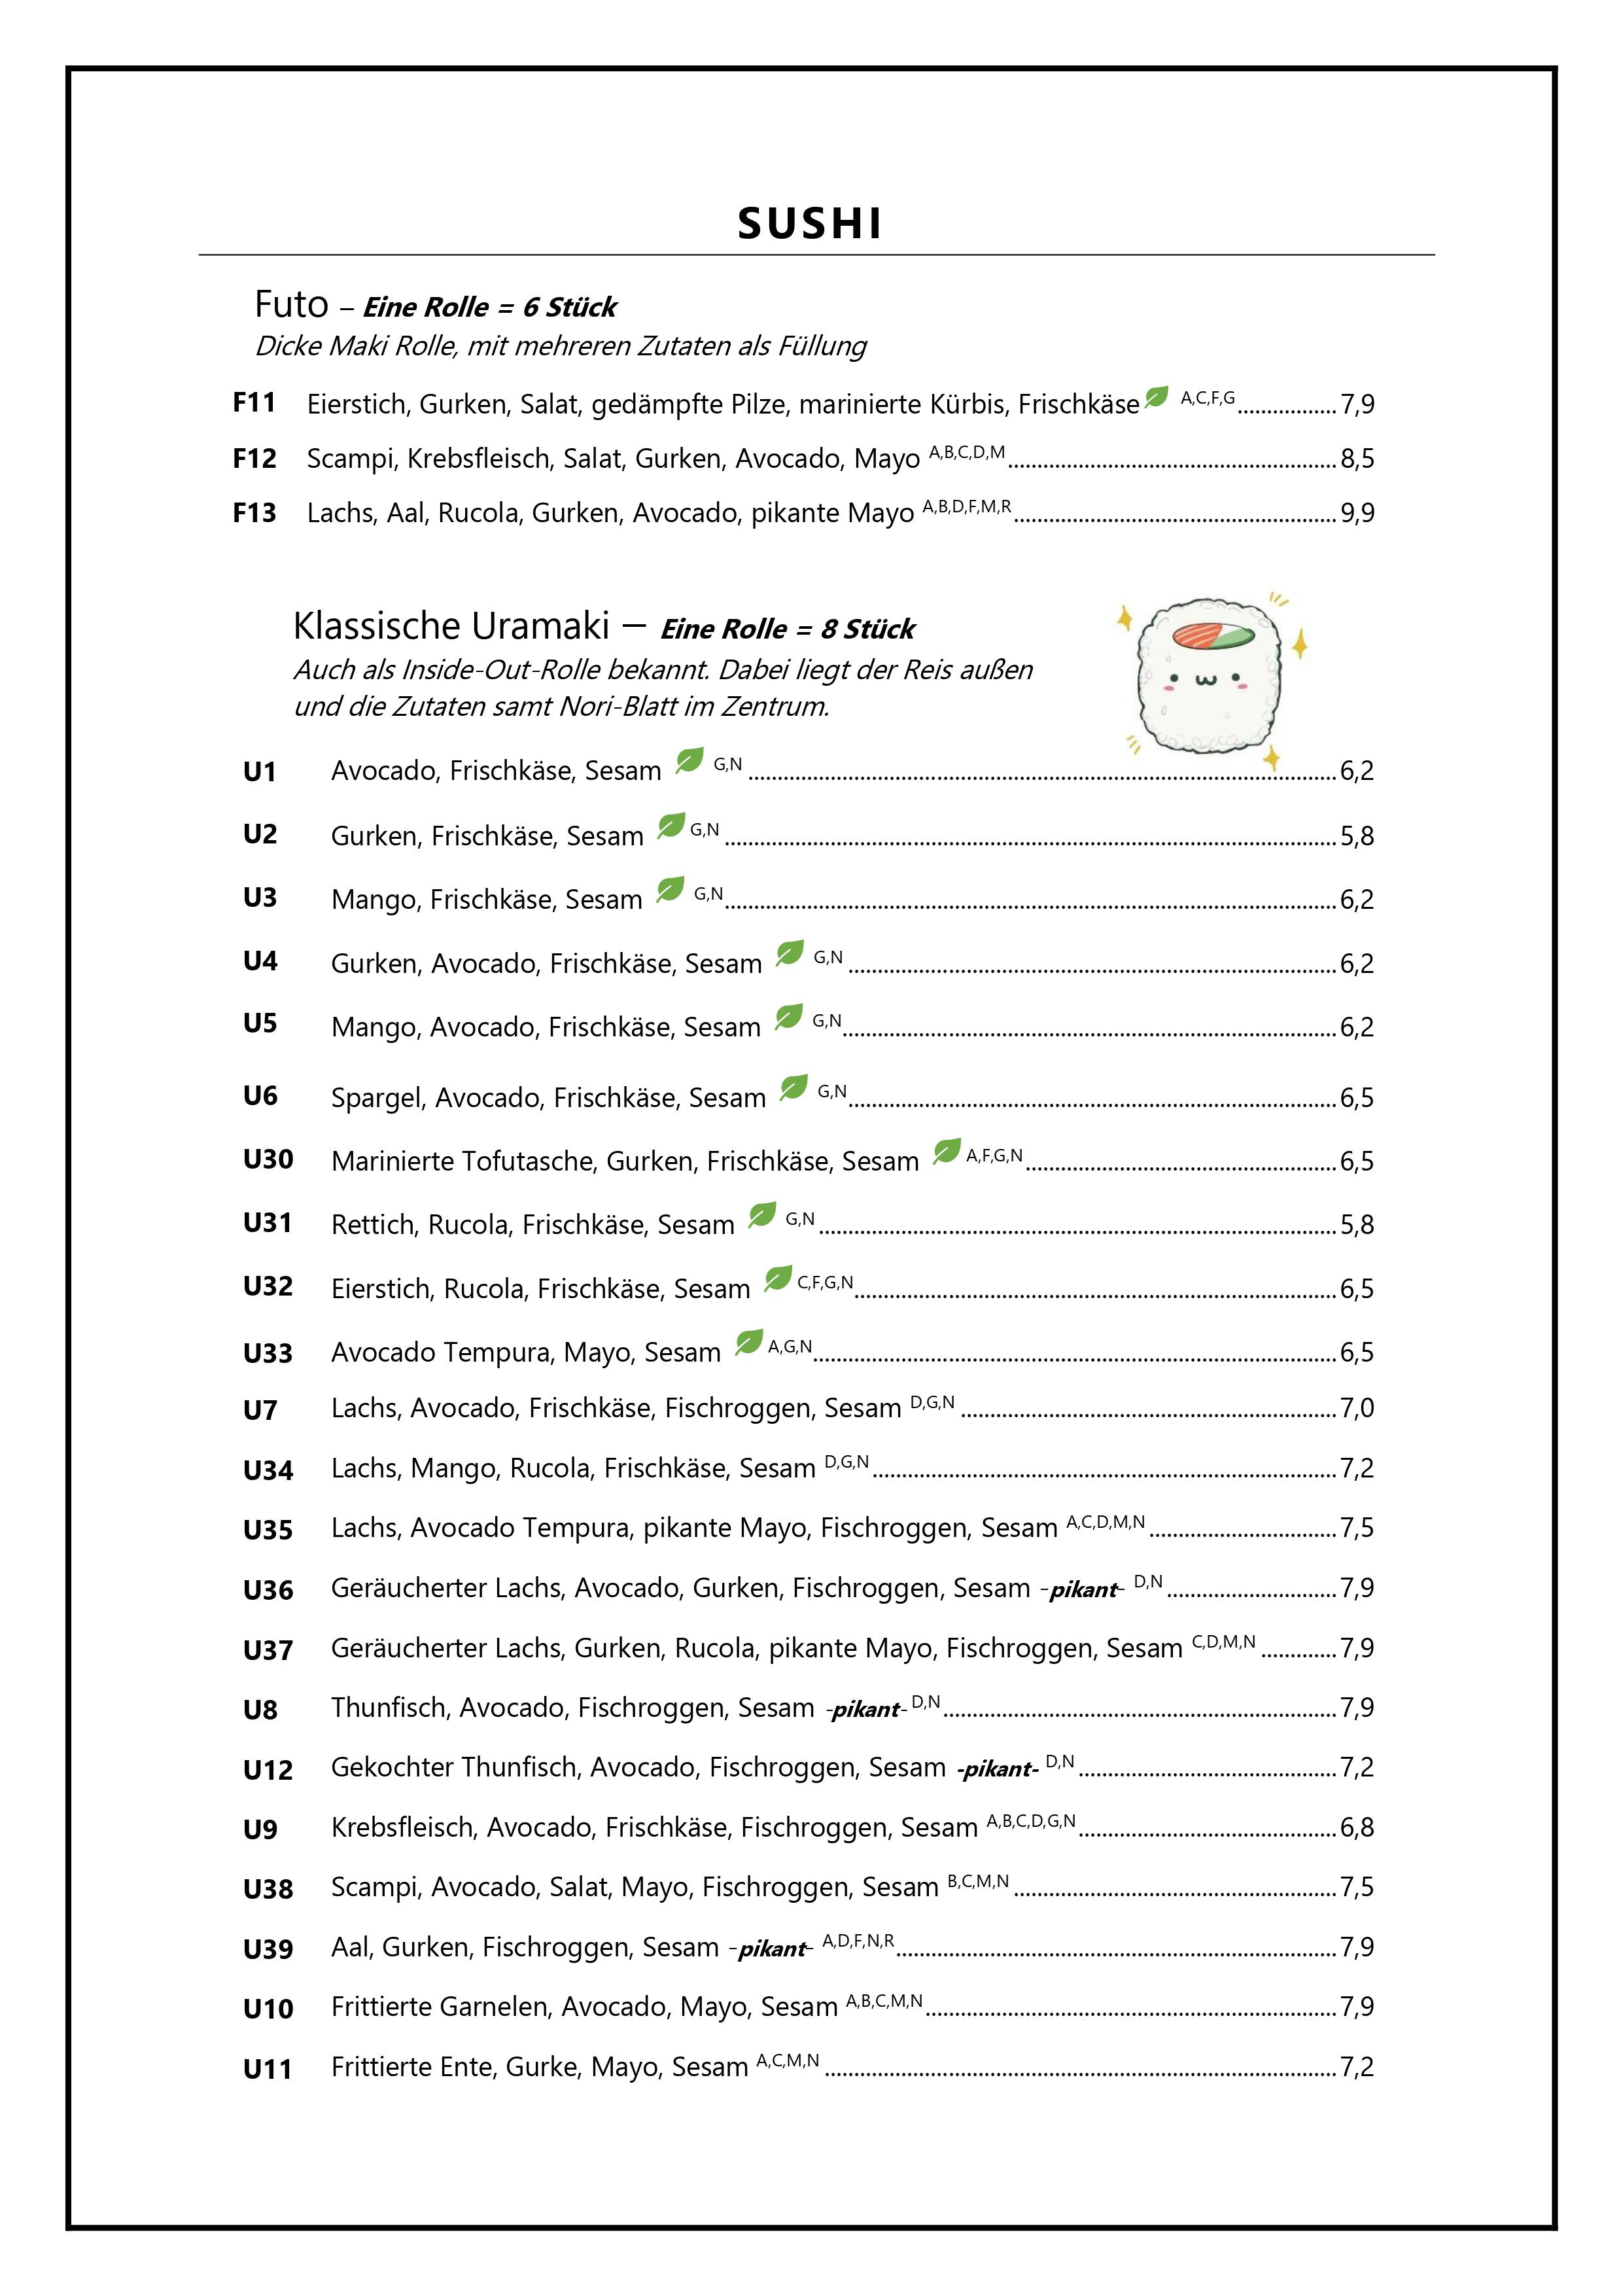 SUSHI
Futo – Eine Rolle = 6 Stück
Dicke Maki Rolle, mit mehreren Zutaten als Füllung
F11 Eierstich, Gurken, Salat, gedämpfte Pilze, marinierte Kürbis, Frischkäse A,C,F,G................. 7,9
F12 Scampi, Krebsfleisch, Salat, Gurken, Avocado, Mayo A,B,C,D,M........................................................ 8,5
F13 Lachs, Aal, Rucola, Gurken, Avocado, pikante Mayo A,B,D,F,M,R....................................................... 9,9
Klassische Uramaki – Eine Rolle = 8 Stück
Auch als Inside-Out-Rolle bekannt. Dabei liegt der Reis außen
und die Zutaten samt Nori-Blatt im Zentrum.
U1 Avocado, Frischkäse, Sesam G,N .................................................................................................... 6,2
U2 Gurken, Frischkäse, Sesam G,N ........................................................................................................ 5,8
U3 Mango, Frischkäse, Sesam G,N........................................................................................................ 6,2
U4 Gurken, Avocado, Frischkäse, Sesam G,N ................................................................................... 6,2
U5 Mango, Avocado, Frischkäse, Sesam G,N.................................................................................... 6,2
U6 Spargel, Avocado, Frischkäse, Sesam G,N................................................................................... 6,5
U30 Marinierte Tofutasche, Gurken, Frischkäse, Sesam A,F,G,N..................................................... 6,5
U31 Rettich, Rucola, Frischkäse, Sesam G,N ........................................................................................ 5,8
U32 Eierstich, Rucola, Frischkäse, Sesam C,F,G,N.................................................................................. 6,5
U33 Avocado Tempura, Mayo, Sesam A,G,N......................................................................................... 6,5
U7 Lachs, Avocado, Frischkäse, Fischroggen, Sesam D,G,N ................................................................ 7,0
U34 Lachs, Mango, Rucola, Frischkäse, Sesam D,G,N ............................................................................... 7,2
U35 Lachs, Avocado Tempura, pikante Mayo, Fischroggen, Sesam A,C,D,M,N ................................ 7,5
U36 Geräucherter Lachs, Avocado, Gurken, Fischroggen, Sesam -pikant- D,N ............................. 7,9
U37 Geräucherter Lachs, Gurken, Rucola, pikante Mayo, Fischroggen, Sesam C,D,M,N ............. 7,9
U8 Thunfisch, Avocado, Fischroggen, Sesam -pikant- D,N................................................................... 7,9
U12 Gekochter Thunfisch, Avocado, Fischroggen, Sesam -pikant- D,N ............................................ 7,2
U9 Krebsfleisch, Avocado, Frischkäse, Fischroggen, Sesam A,B,C,D,G,N............................................ 6,8
U38 Scampi, Avocado, Salat, Mayo, Fischroggen, Sesam B,C,M,N ....................................................... 7,5
U39 Aal, Gurken, Fischroggen, Sesam -pikant- A,D,F,N,R........................................................................... 7,9
U10 Frittierte Garnelen, Avocado, Mayo, Sesam A,B,C,M,N...................................................................... 7,9
U11 Frittierte Ente, Gurke, Mayo, Sesam A,C,M,N ....................................................................................... 7,2